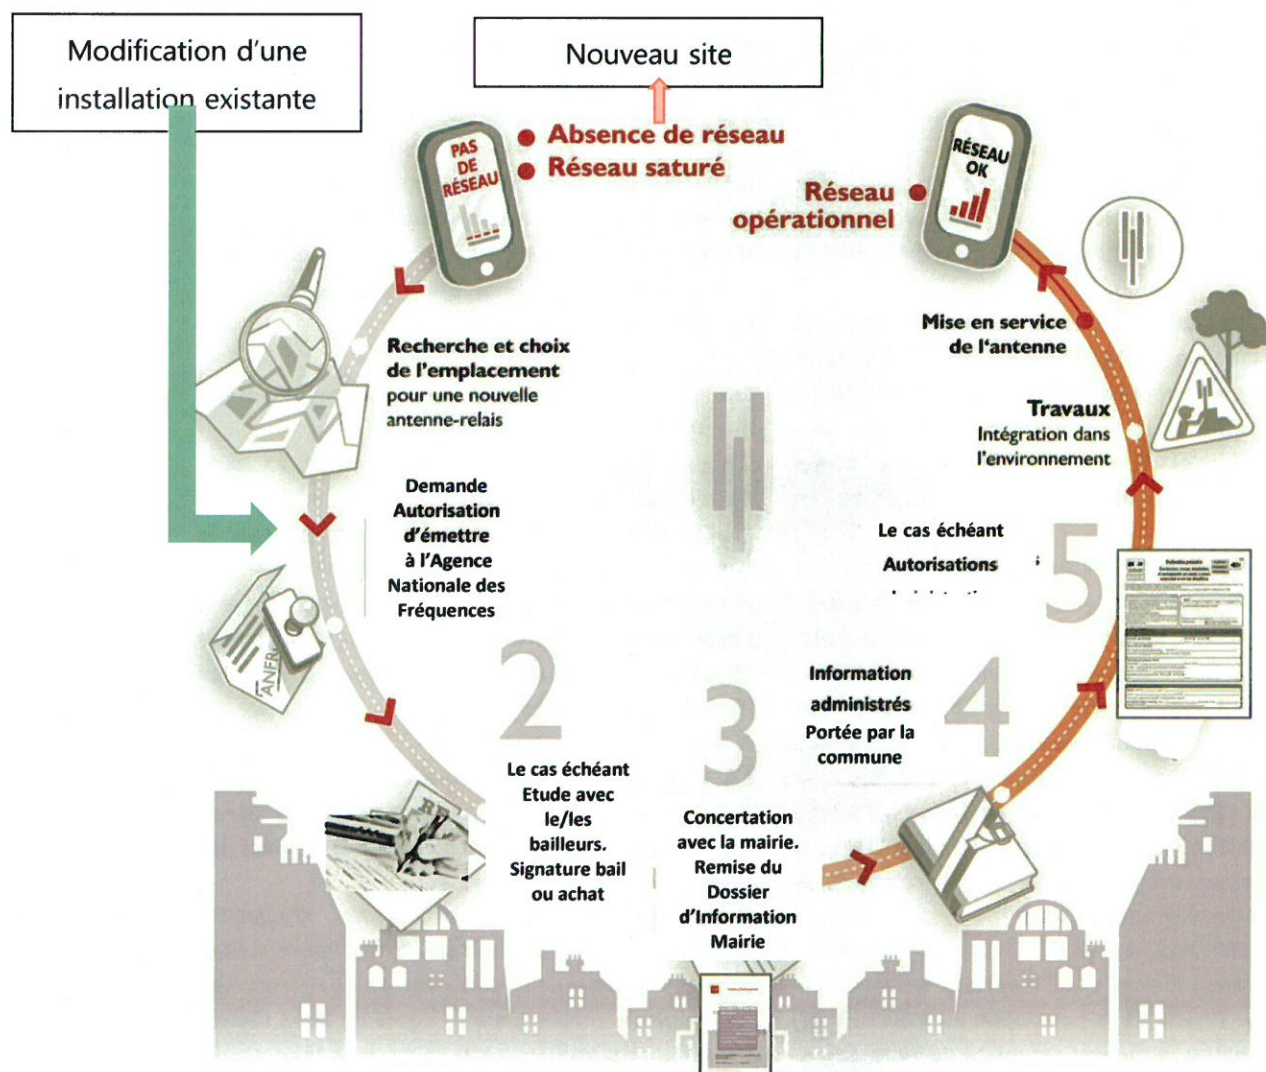 Modification d'une
installation existante
Nouveau site
PAS
DE
RÉSEAU
Absence de réseau
Réseau saturé
RÉSEAU
OK
Réseau
opérationnel
Recherche et choix
de l'emplacement
pour une nouvelle
antenne-relais
Demande
Autorisation
d'émettre
à l'Agence
Nationale des
Fréquences
ANFR
2
Le cas échéant
Etude avec
le/les
bailleurs.
Signature bail
ou achat
3
Concertation
avec la mairie.
Remise du
Dossier
d'Information
Mairie
4
Information
administrés
Portée par la
commune
5
Le cas échéant
Autorisations
Travaux
Intégration dans
l'environnement
Mise en service
de l'antenne